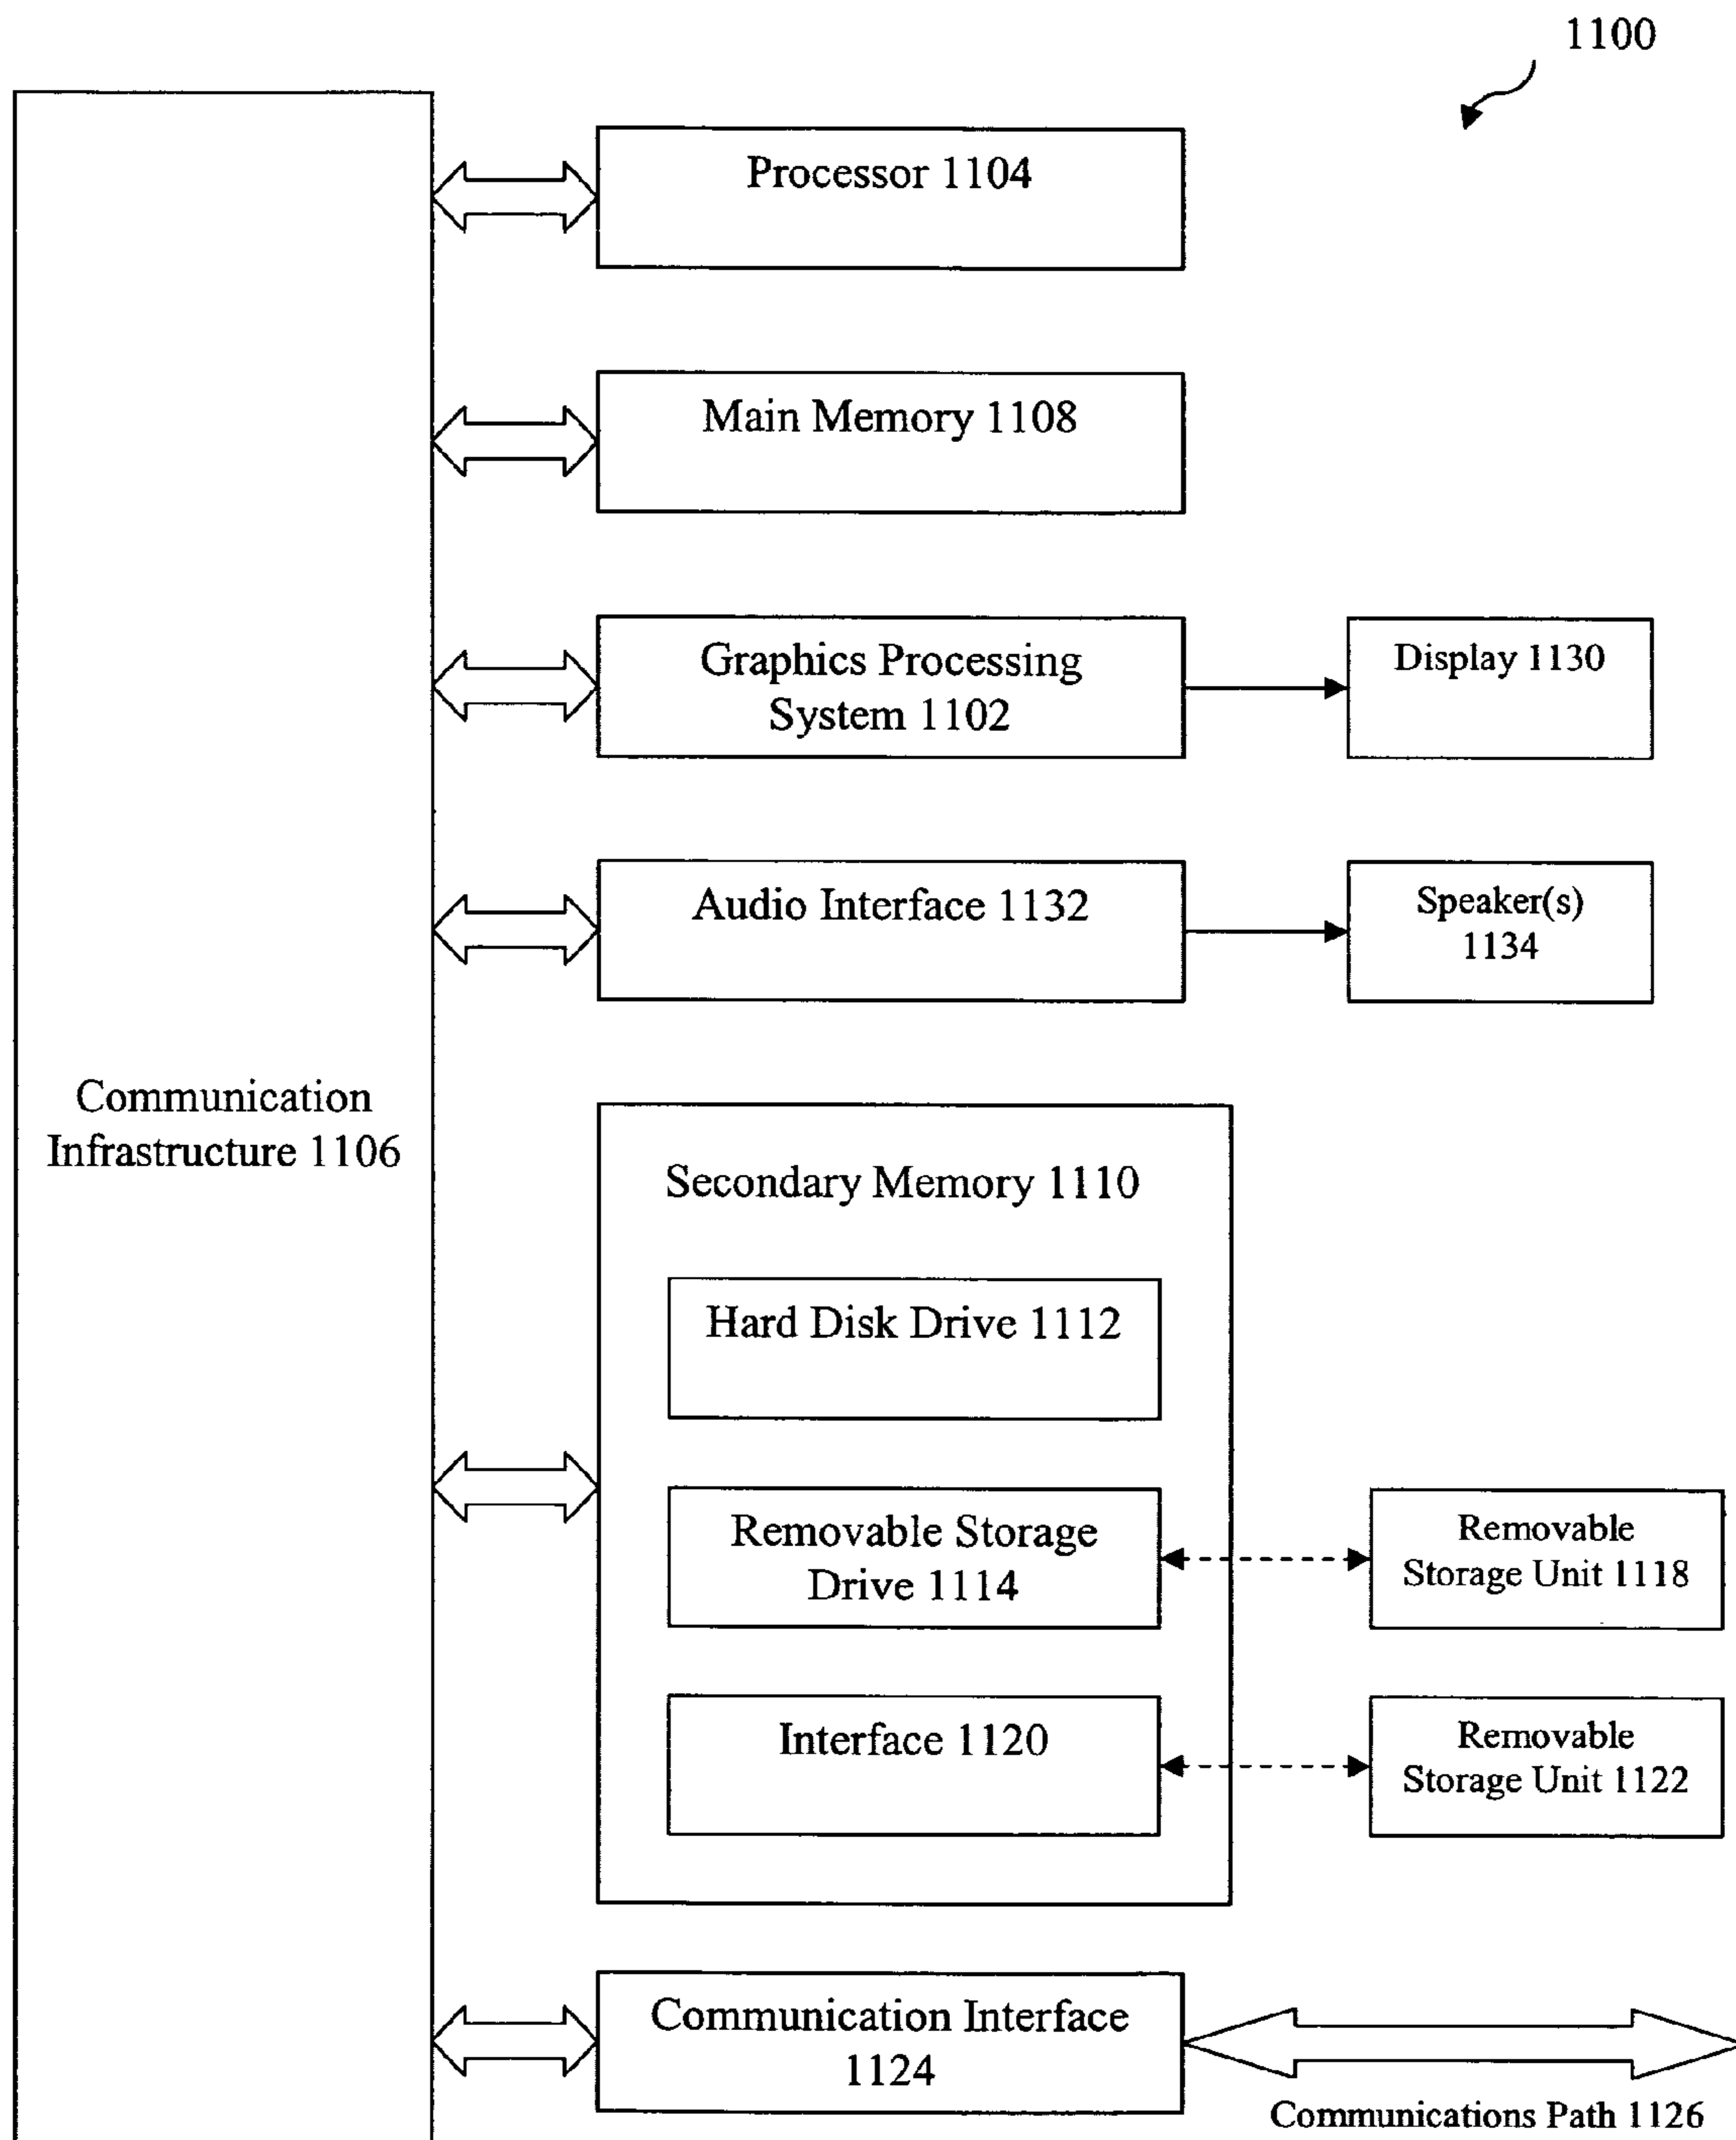 1100
Processor 1104
Main Memory 1108
Graphics Processing
System 1102
Display 1130
Audio Interface 1132
Speaker(s)
1134
Communication
Infrastructure 1106
Secondary Memory 1110
Hard Disk Drive 1112
Removable Storage
Drive 1114
Removable
Storage Unit 1118
Interface 1120
Removable
Storage Unit 1122
Communication Interface
1124
Communications Path 1126